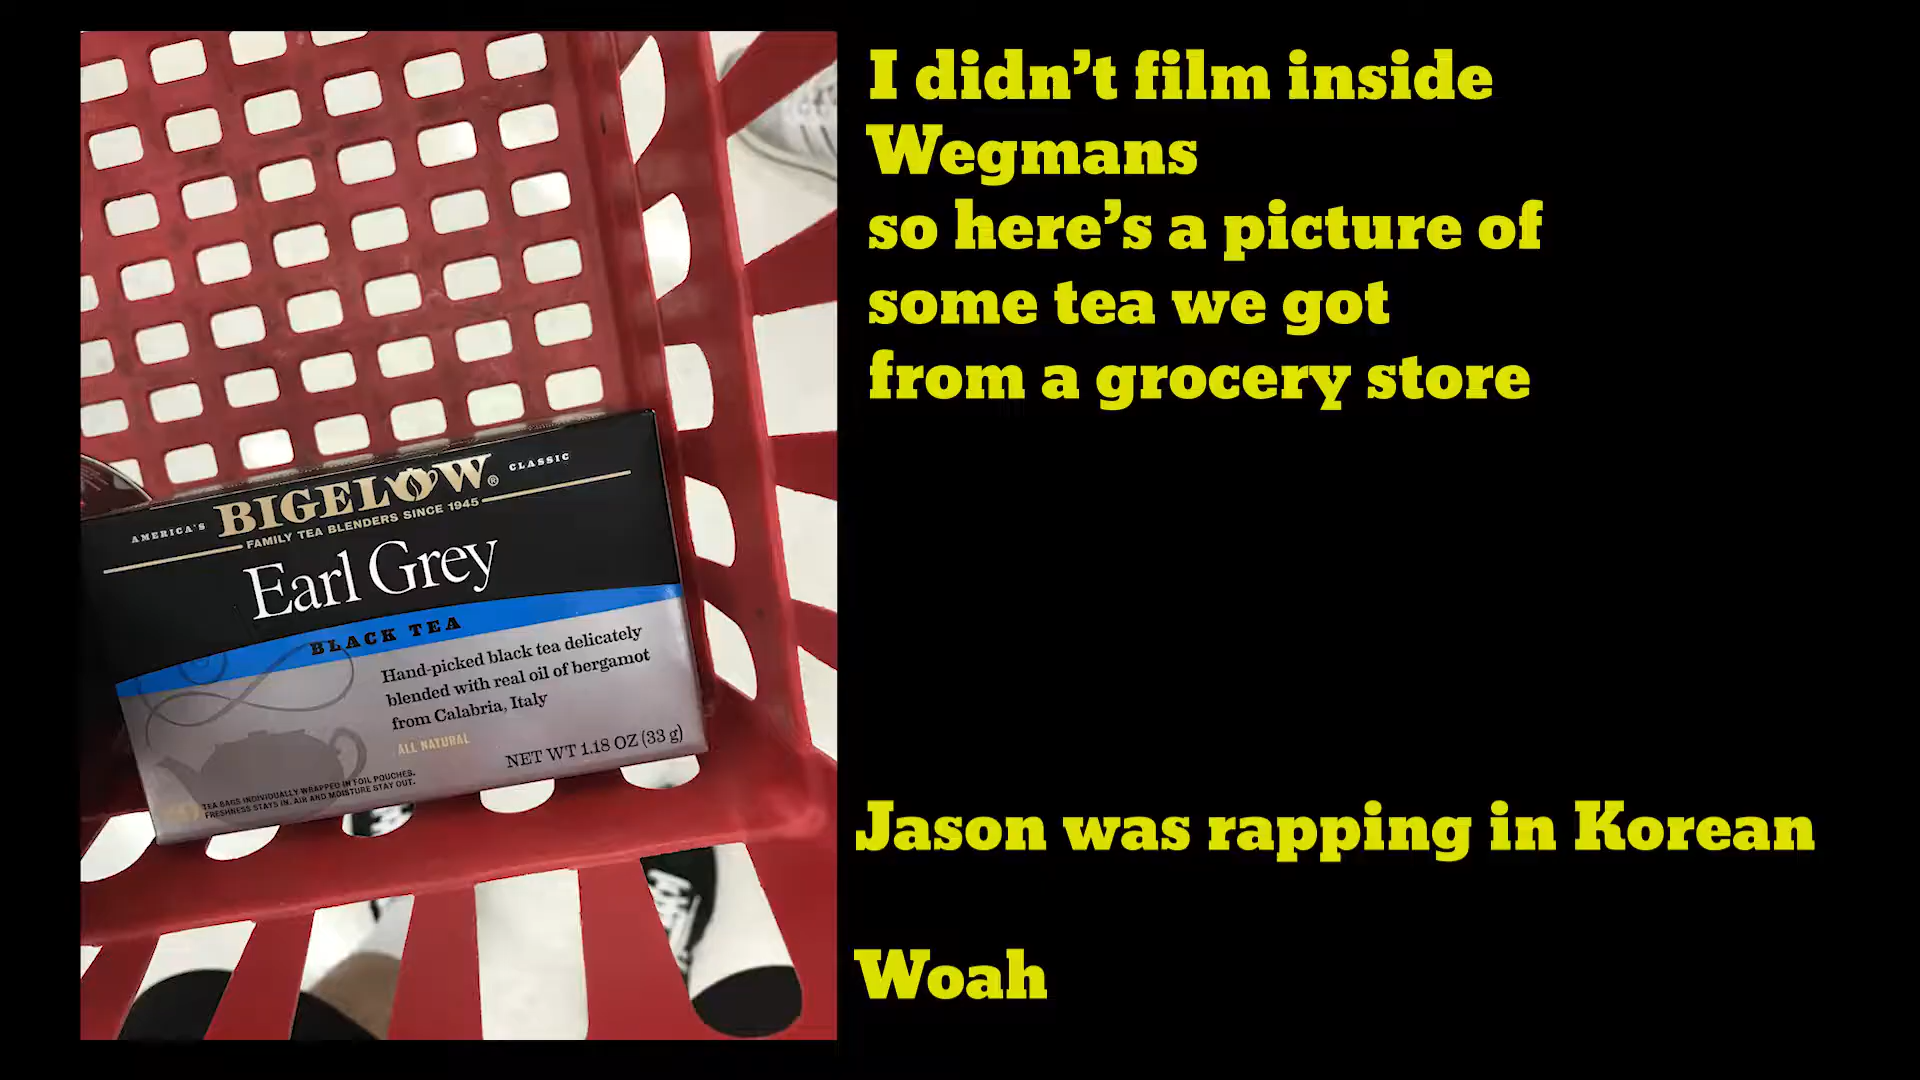 I didn’t film inside
Wegmans
so here’s a picture of
some tea we got
from a grocery store
AMERICA'S BIGELOW® CLASSIC
FAMILY TEA BLENDERS SINCE 1945
Earl Grey
BLACK TEA
Hand-picked black tea delicately
blended with real oil of bergamot
from Calabria, Italy
ALL NATURAL
NET WT 1.18 OZ (33 g)
TEA BAGS INDIVIDUALLY WRAPPED IN FOIL POUCHES.
FRESHNESS STAYS IN. AIR AND MOISTURE STAY OUT.
Jason was rapping in Korean
Woah